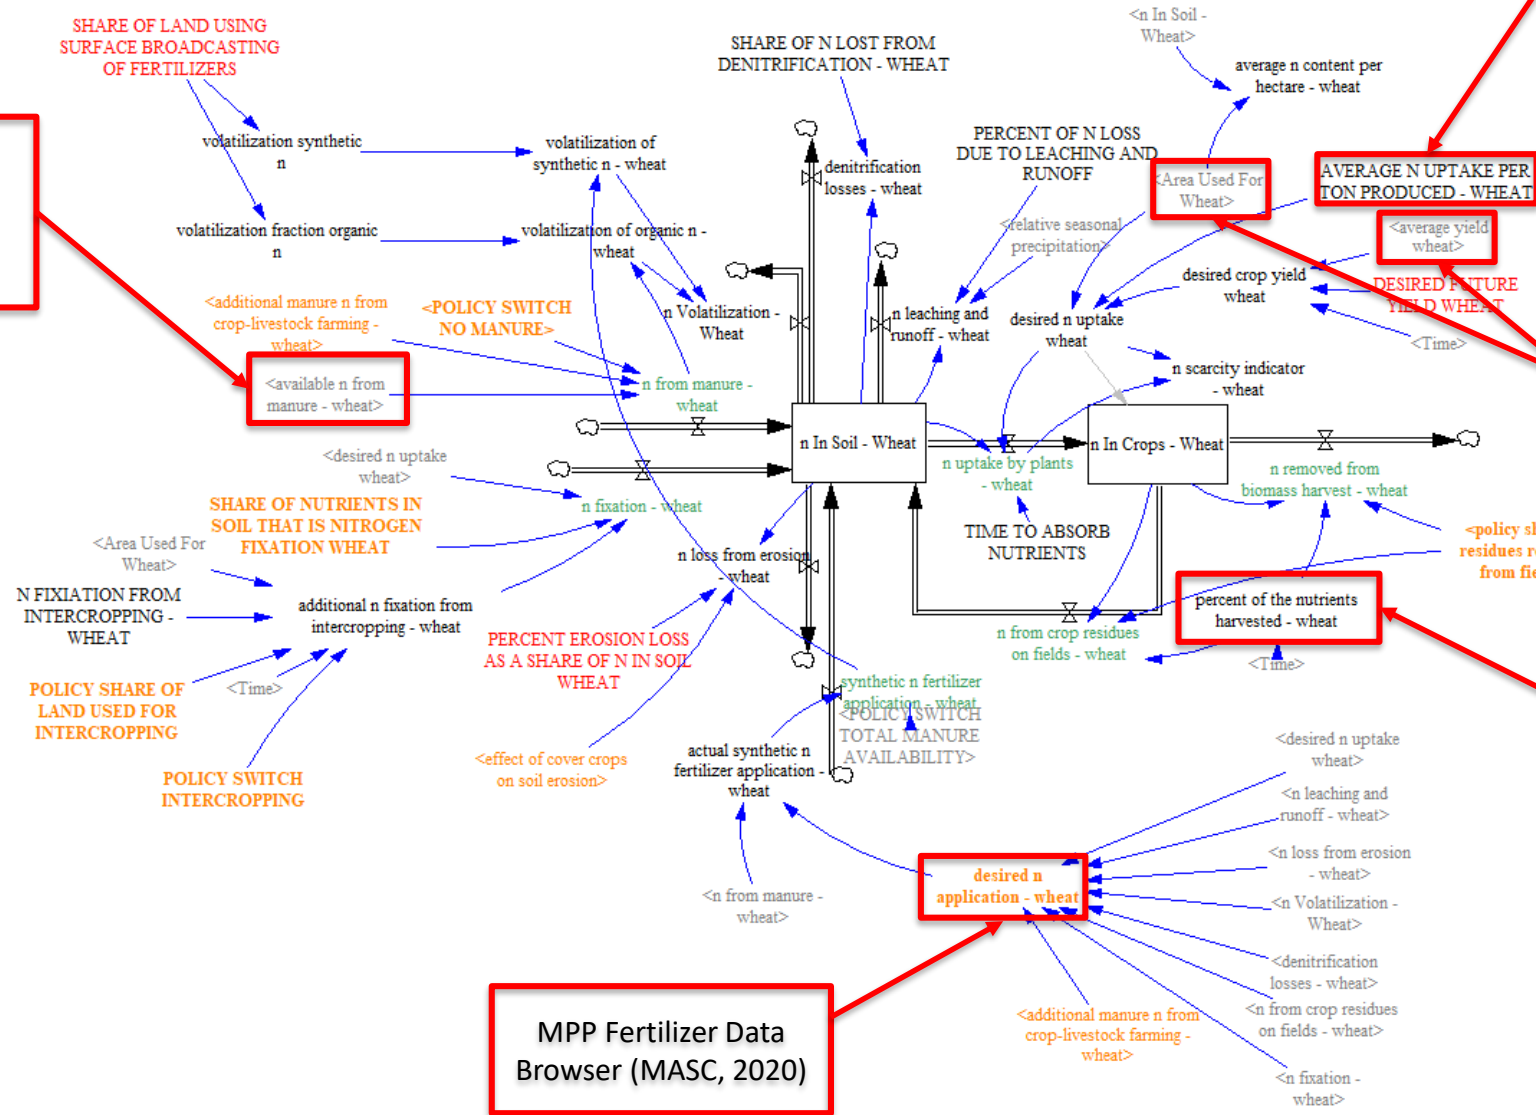 SHARE OF LAND USING
SURFACE BROADCASTING
OF FERTILIZERS
volatilization synthetic
n
volatilization fraction organic
n
volatilization of
synthetic n - wheat
volatilization of organic n -
wheat
<additional manure n from
crop-livestock farming -
wheat>
<POLICY SWITCH
NO MANURE>
<available n from
manure - wheat>
n from manure -
wheat
n Volatilization -
Wheat
SHARE OF N LOST FROM
DENITRIFICATION - WHEAT
denitrification
losses - wheat
PERCENT OF N LOSS
DUE TO LEACHING AND
RUNOFF
<relative seasonal
precipitation>
n leaching and
runoff - wheat
<n In Soil -
Wheat>
average n content per
hectare - wheat
<Area Used For
Wheat>
AVERAGE N UPTAKE PER
TON PRODUCED - WHEAT
<average yield
wheat>
desired crop yield
wheat
DESIRED FUTURE
YIELD WHEAT
<Time>
desired n uptake
wheat
n scarcity indicator
- wheat
n In Soil - Wheat
n In Crops - Wheat
n uptake by plants
- wheat
TIME TO ABSORB
NUTRIENTS
n removed from
biomass harvest - wheat
<policy sh
residues re
from fie
percent of the nutrients
harvested - wheat
<Time>
n from crop residues
on fields - wheat
<desired n uptake
wheat>
SHARE OF NUTRIENTS IN
SOIL THAT IS NITROGEN
FIXATION WHEAT
n fixation - wheat
<Area Used For
Wheat>
N FIXIATION FROM
INTERCROPPING -
WHEAT
additional n fixation from
intercropping - wheat
POLICY SHARE OF
LAND USED FOR
INTERCROPPING
<Time>
POLICY SWITCH
INTERCROPPING
n loss from erosion
- wheat
PERCENT EROSION LOSS
AS A SHARE OF N IN SOIL
WHEAT
<effect of cover crops
on soil erosion>
synthetic n fertilizer
application - wheat
<POLICY SWITCH
TOTAL MANURE
AVAILABILITY>
actual synthetic n
fertilizer application -
wheat
<n from manure -
wheat>
desired n
application - wheat
<desired n uptake
wheat>
<n leaching and
runoff - wheat>
<n loss from erosion
- wheat>
<n Volatilization -
Wheat>
<denitrification
losses - wheat>
<n from crop residues
on fields - wheat>
<n fixation -
wheat>
<additional manure n from
crop-livestock farming -
wheat>
MPP Fertilizer Data
Browser (MASC, 2020)